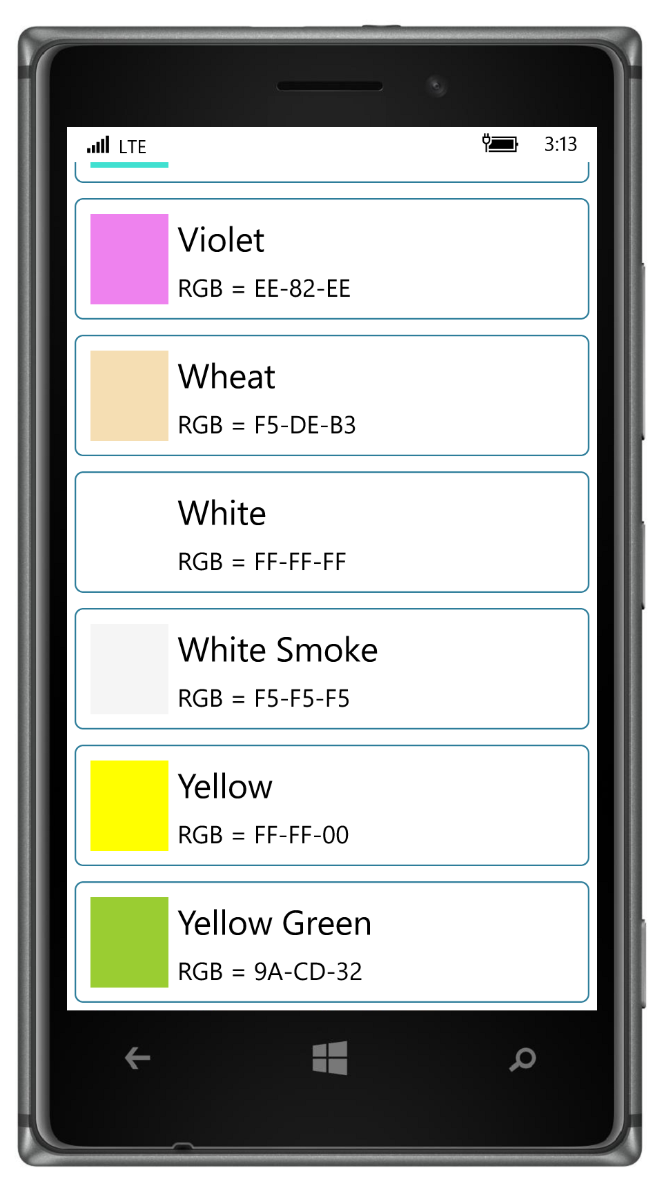 LTE
3:13
Violet
RGB = EE-82-EE
Wheat
RGB = F5-DE-B3
White
RGB = FF-FF-FF
White Smoke
RGB = F5-F5-F5
Yellow
RGB = FF-FF-00
Yellow Green
RGB = 9A-CD-32